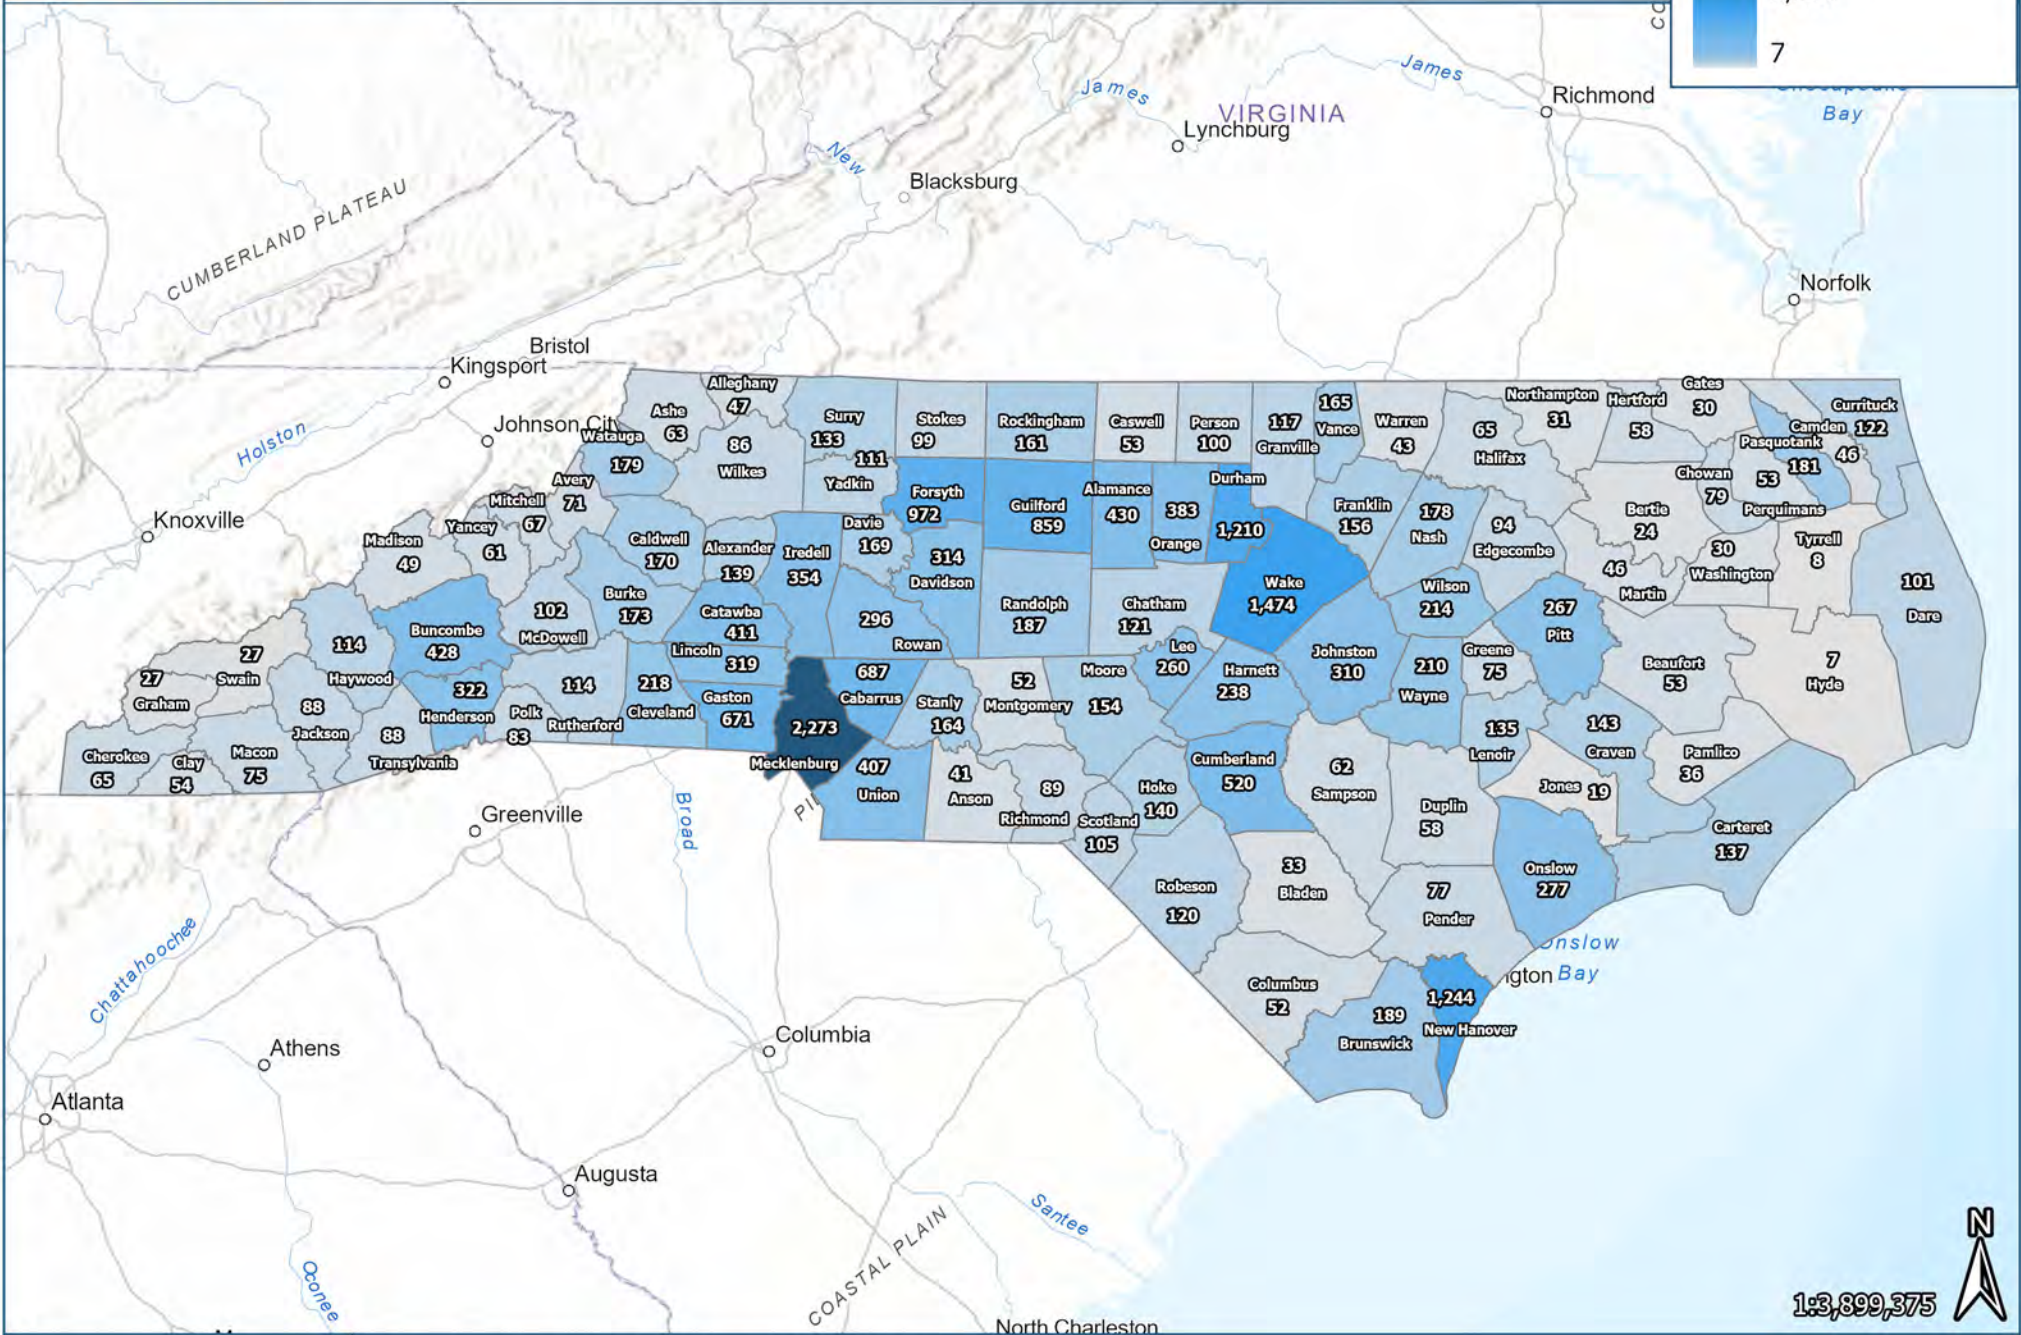 7
James
James
Richmond
Bay
VIRGINIA
Lynchburg
New
Blacksburg
CUMBERLAND PLATEAU
Norfolk
Bristol
Kingsport
Johnson City
Holston
Knoxville
Alleghany
47
Ashe
63
Watauga
179
86
Wilkes
Surry
133
111
Yadkin
Stokes
99
Rockingham
161
Caswell
53
Person
100
117
Granville
165
Vance
Warren
43
65
Halifax
Northampton
31
Hertford
58
Gates
30
Currituck
122
Camden
46
Pasquotank
181
Chowan
79
53
Perquimans
Avery
71
Mitchell
67
Yancey
61
Madison
49
Forsyth
972
Guilford
859
Alamance
430
383
Orange
Durham
1,210
Franklin
156
178
Nash
94
Edgecombe
Bertie
24
30
Washington
Tyrrell
8
101
Dare
Caldwell
170
Alexander
139
Iredell
354
Davie
169
314
Davidson
Randolph
187
Chatham
121
Wake
1,474
Wilson
214
46
Martin
267
Pitt
102
McDowell
Burke
173
Catawba
411
296
Rowan
Lincoln
319
Buncombe
428
114
Haywood
27
Swain
27
Graham
322
Henderson
Polk
83
114
Rutherford
218
Cleveland
Gaston
671
2,273
Mecklenburg
687
Cabarrus
Stanly
164
52
Montgomery
Moore
154
Lee
260
Harnett
238
Johnston
310
210
Wayne
Greene
75
Beaufort
53
7
Hyde
88
Jackson
88
Transylvania
Macon
75
Clay
54
Cherokee
65
407
Union
41
Anson
89
Richmond
Scotland
105
Hoke
140
Cumberland
520
62
Sampson
Duplin
58
135
Lenoir
143
Craven
Pamlico
36
Jones 19
Carteret
137
Onslow
277
77
Pender
33
Bladen
Robeson
120
Columbus
52
189
Brunswick
1,244
New Hanover
Onslow
Bay
Greenville
Broad
Chattahoochee
Athens
Atlanta
Columbia
Augusta
Oconee
Santee
COASTAL PLAIN
North Charleston
N
1:3,899,375